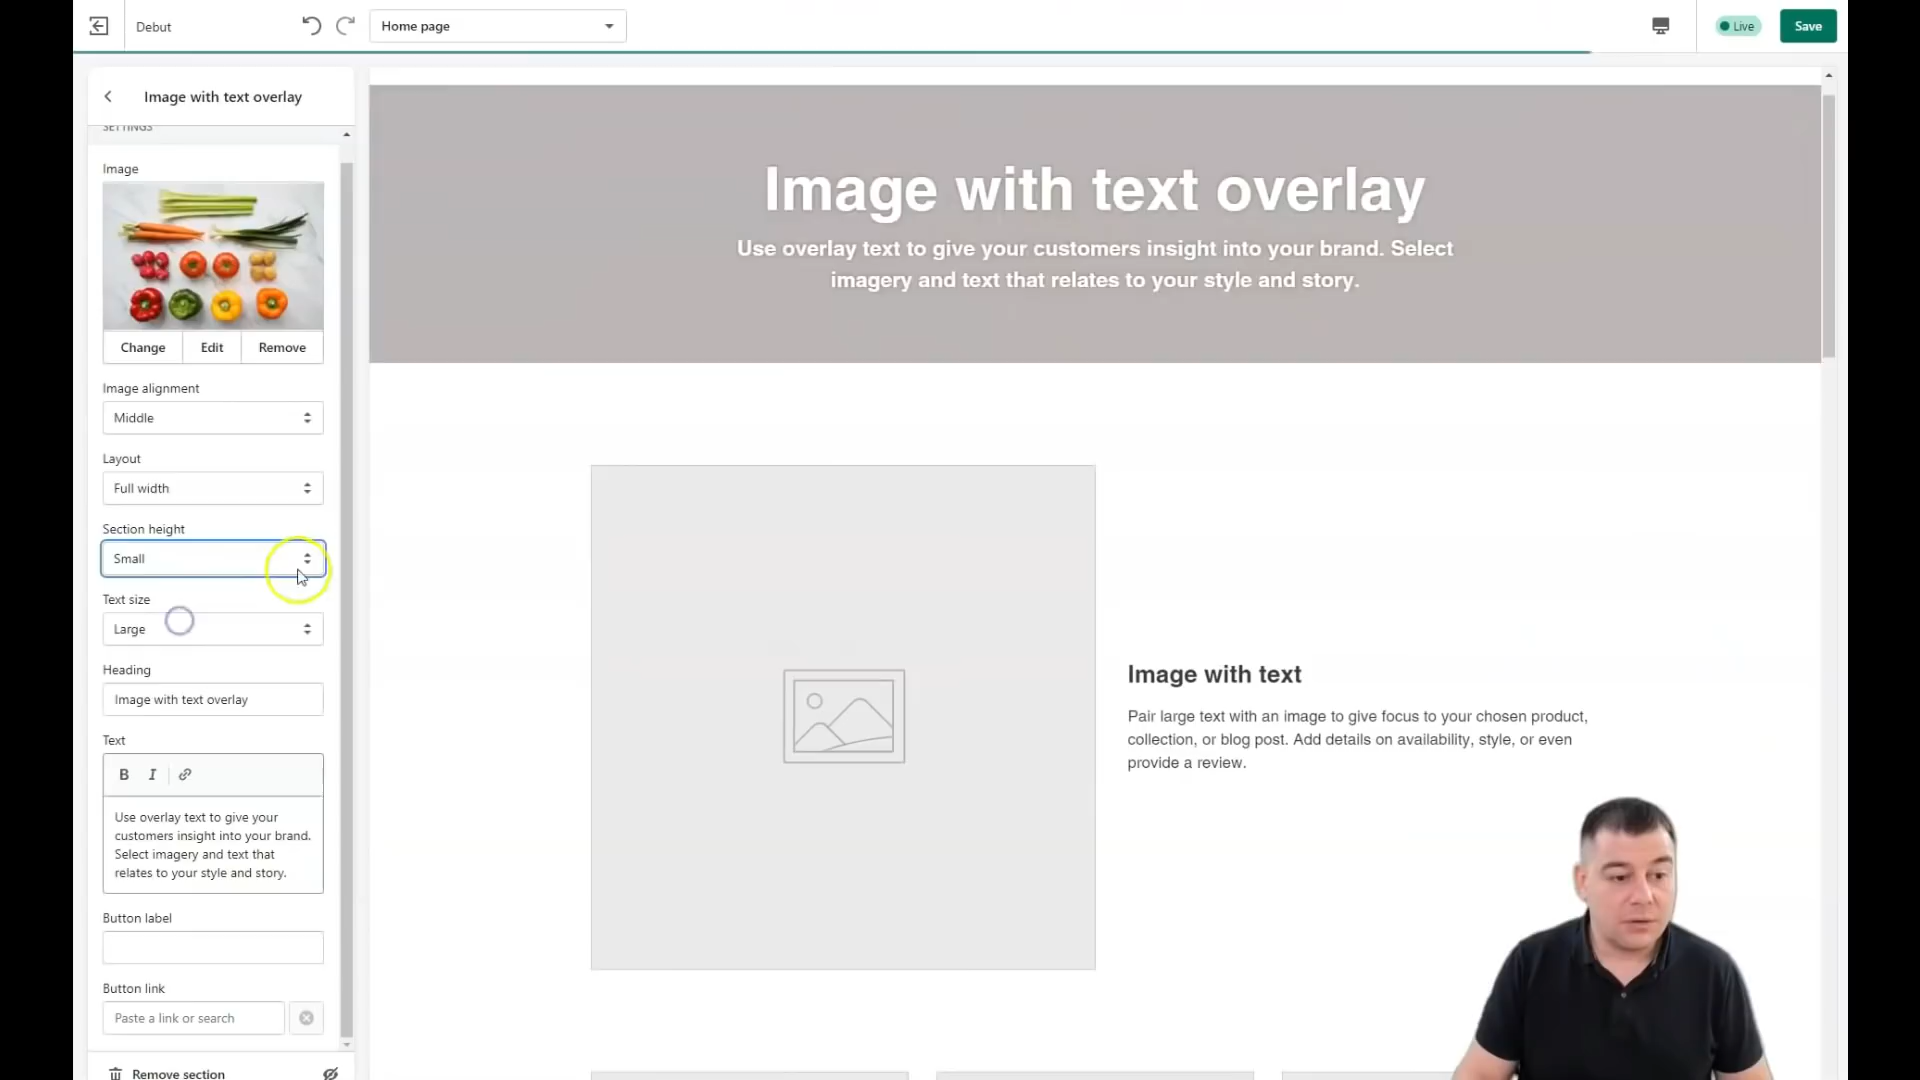 Debut
Home page
Live
Save
Image with text overlay
SETTINGS
Image
Change
Edit
Remove
Image alignment
Middle
Layout
Full width
Section height
Small
Text size
Large
Heading
Image with text overlay
Text
B I
Use overlay text to give your
customers insight into your brand.
Select imagery and text that
relates to your style and story.
Button label
Button link
Paste a link or search
Remove section
Image with text overlay
Use overlay text to give your customers insight into your brand. Select
imagery and text that relates to your style and story.
Image with text
Pair large text with an image to give focus to your chosen product,
collection, or blog post. Add details on availability, style, or even
provide a review.